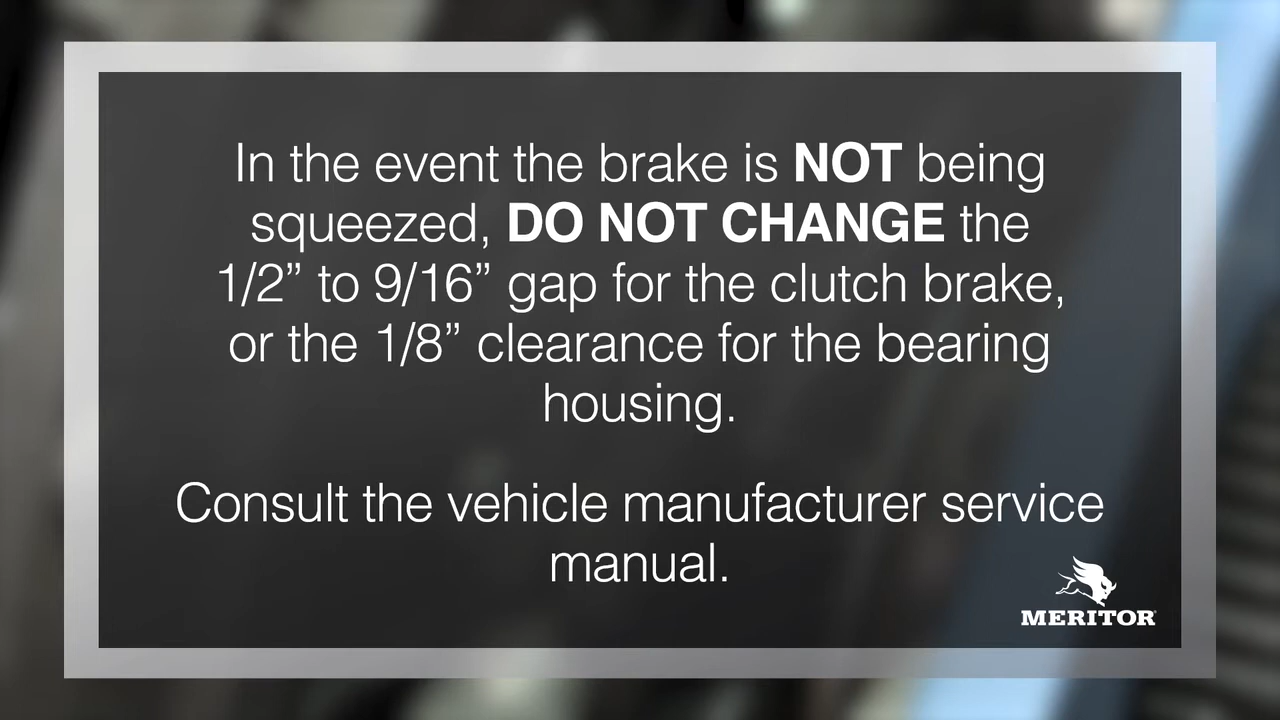 In the event the brake is NOT being
squeezed, DO NOT CHANGE the
1/2” to 9/16” gap for the clutch brake,
or the 1/8” clearance for the bearing
housing.
Consult the vehicle manufacturer service
manual.
MERITOR